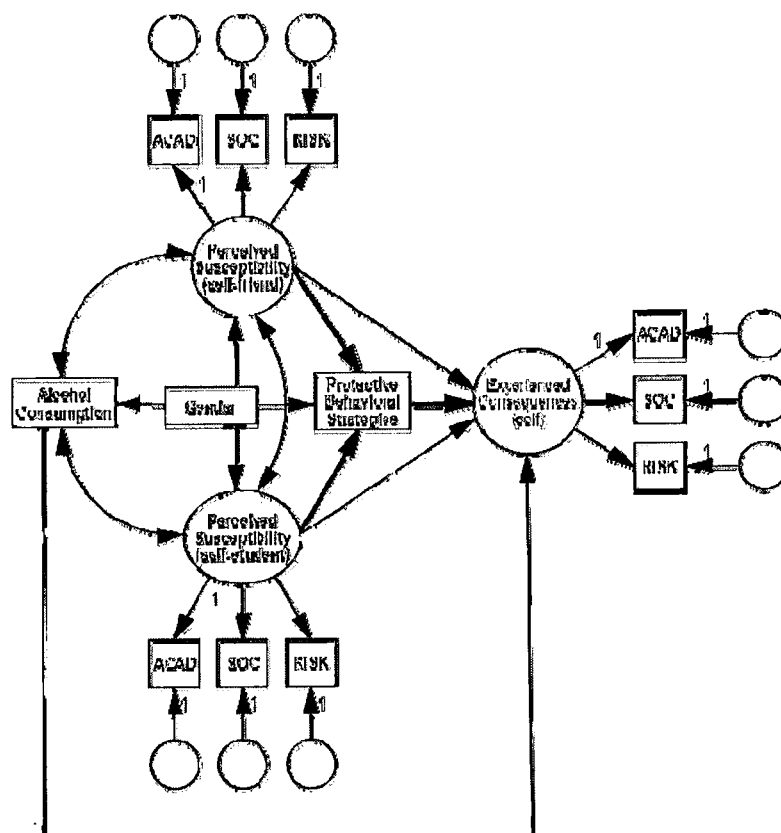 1 1 1
ACAD SOC RISK
1
Perceived
Susceptibility
(self-friend)
Alcohol
Consumption
Gender
Protective
Behavioral
Strategies
Experienced
Consequences
(self)
1 ACAD 1
SOC 1
RISK 1
Perceived
Susceptibility
(self-student)
1
ACAD SOC RISK
1 1 1